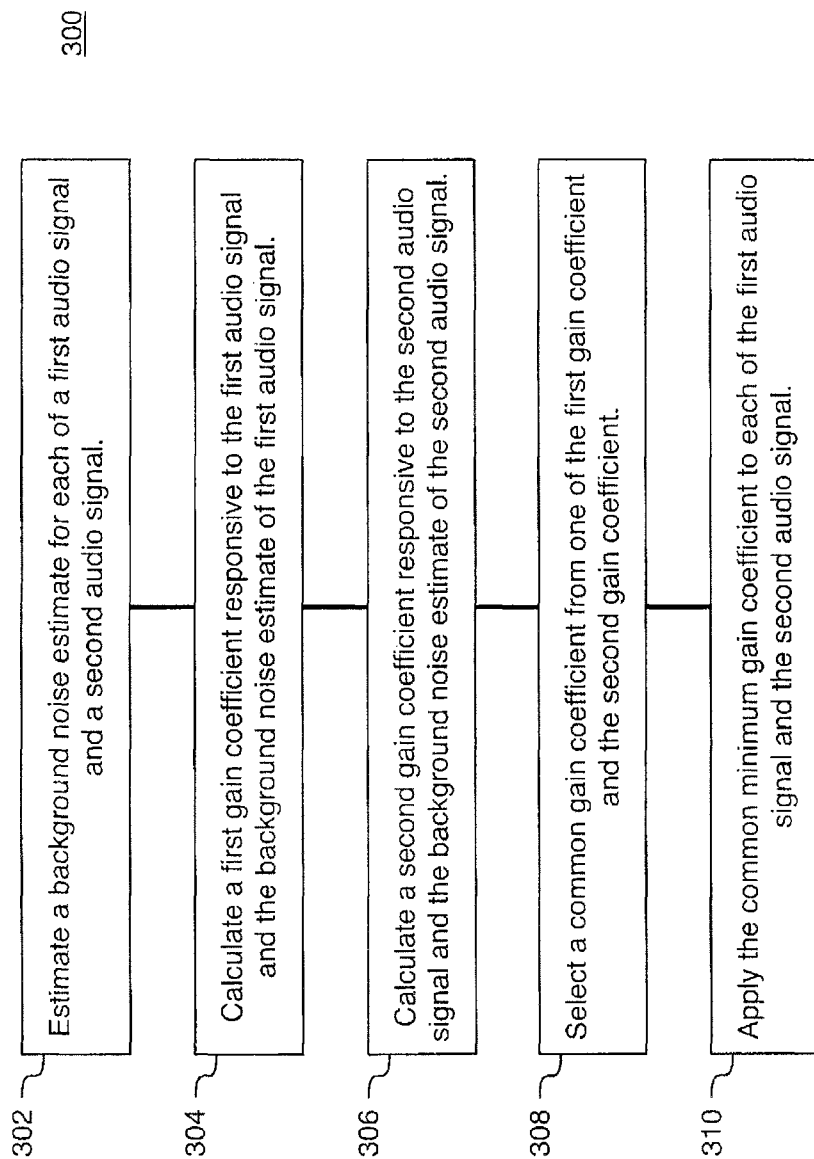 300
302
Estimate a background noise estimate for each of a first audio signal
and a second audio signal.
304
Calculate a first gain coefficient responsive to the first audio signal
and the background noise estimate of the first audio signal.
306
Calculate a second gain coefficient responsive to the second audio
signal and the background noise estimate of the second audio signal.
308
Select a common gain coefficient from one of the first gain coefficient
and the second gain coefficient.
310
Apply the common minimum gain coefficient to each of the first audio
signal and the second audio signal.